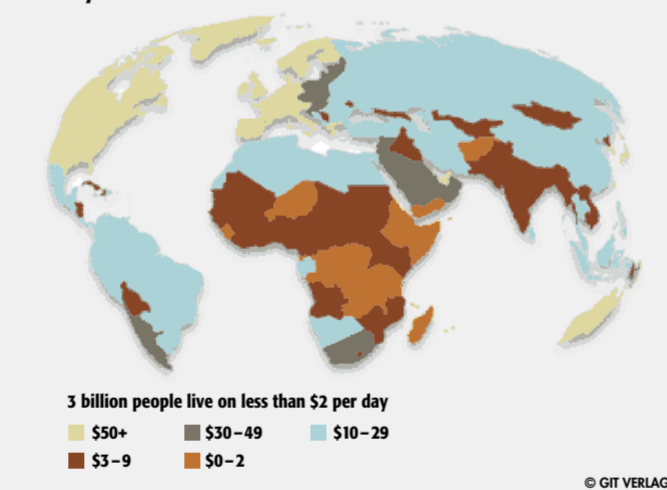 3 billion people live on less than $2 per day
$50+ $30–49 $10–29
$3–9 $0–2
© GIT VERLAG